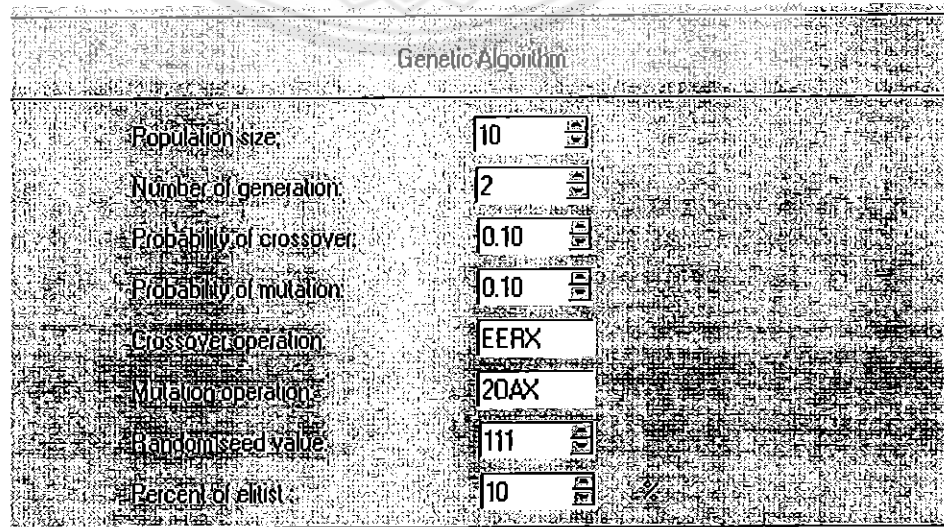 Genetic Algorithm
Population size: 10
Number of generation: 2
Probability of crossover: 0.10
Probability of mutation: 0.10
Crossover operation: EERX
Mutation operation: 2OAX
Random seed value: 111
Percent of elitist : 10 %